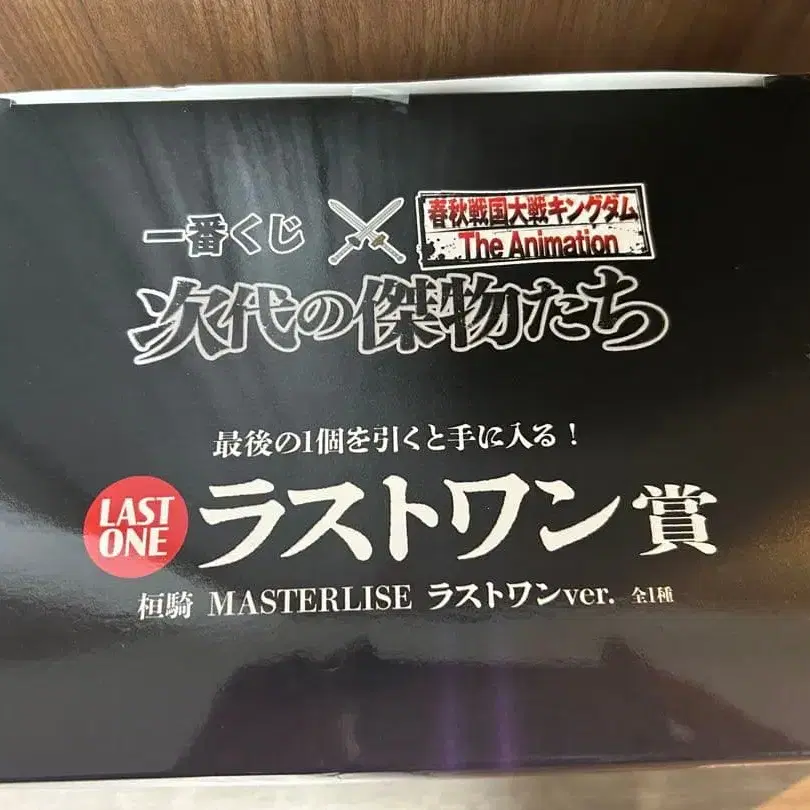 一番くじ
春秋戦国大戦キングダム
The Animation
次代の傑物たち
最後の1個を引くと手に入る！
LAST
ONE
ラストワン賞
桓騎 MASTERLISE ラストワンver. 全1種